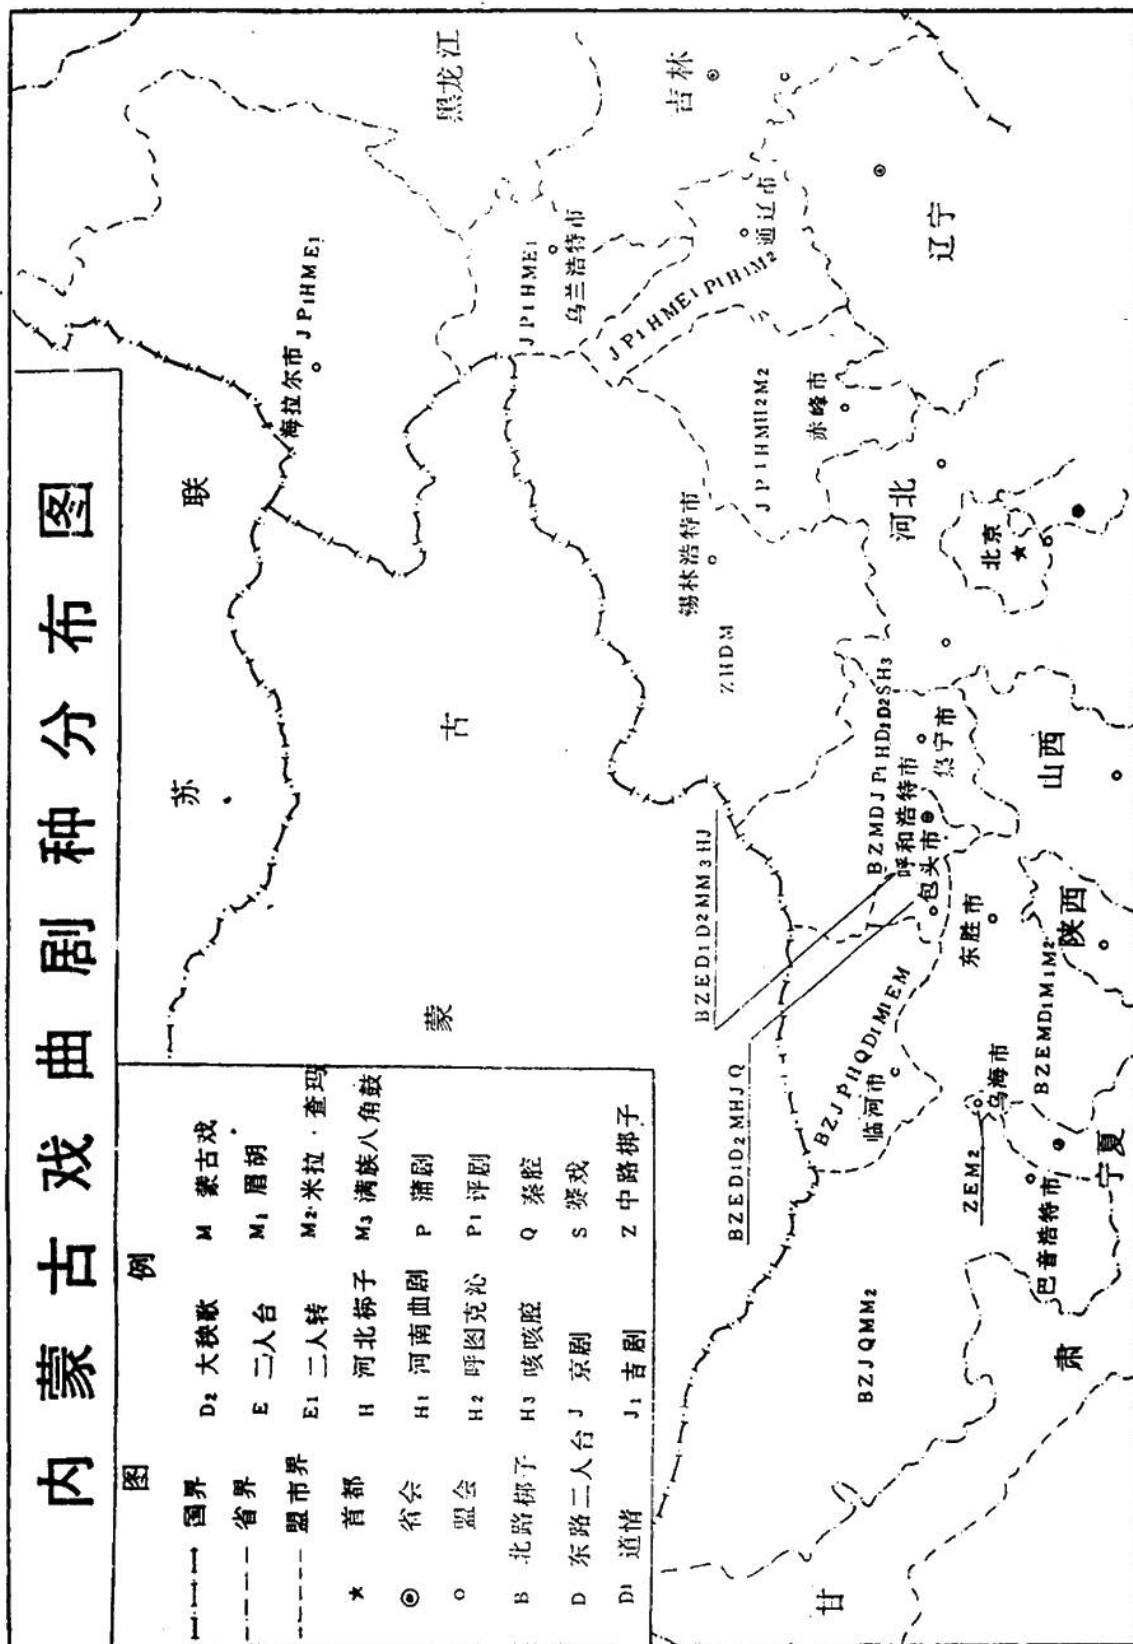 内蒙古戏曲剧种分布图
图例
国界
省界
盟市界
首都
省会
盟会
B 北路梆子
D 东路二人台
D1 道情
D2 大秧歌
E 二人台
E1 二人转
H 河北梆子
H1 河南曲剧
H2 呼图克沁
H3 咳咳腔
J 京剧
J1 吉剧
M 蒙古戏
M1 眉胡
M2 米拉·查玛
M3 满族八角鼓
P 蒲剧
P1 评剧
Q 秦腔
S 赛戏
Z 中路梆子
苏联
蒙古
黑龙江
吉林
辽宁
河北
北京
山西
陕西
宁夏
甘肃
海拉尔市
JP1HME1
JP1HME1
乌兰浩特市
JP1HME1P1H1M2
通辽市
JP1HMH2M2
赤峰市
锡林浩特市
ZHDM
BZMDJP1HD1D2SH3
集宁市
呼和浩特市
BZED1D2MM3HJ
包头市
BZED1D2MHJQ
东胜市
BZEMD1M1M2
BZJPHQD1M1EM
临河市
乌海市
ZEM2
巴音浩特市
BZJQMM2